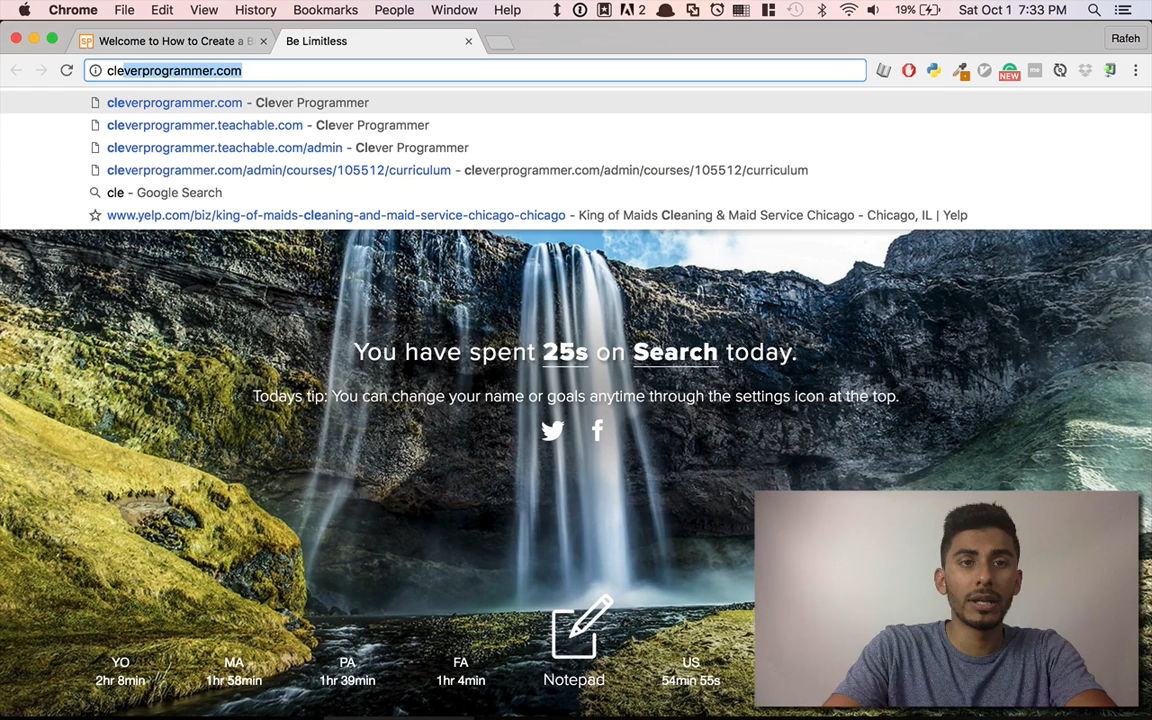 Chrome File Edit View History Bookmarks People Window Help 2 19% Sat Oct 1 7:33 PM
SP Welcome to How to Create a B Be Limitless Rafeh
cleverprogrammer.com NEW
cleverprogrammer.com - Clever Programmer
cleverprogrammer.teachable.com - Clever Programmer
cleverprogrammer.teachable.com/admin - Clever Programmer
cleverprogrammer.com/admin/courses/105512/curriculum - cleverprogrammer.com/admin/courses/105512/curriculum
cle - Google Search
www.yelp.com/biz/king-of-maids-cleaning-and-maid-service-chicago-chicago - King of Maids Cleaning & Maid Service Chicago - Chicago, IL | Yelp
You have spent 25s on Search today.
Todays tip: You can change your name or goals anytime through the settings icon at the top.
YO MA PA FA US
2hr 8min 1hr 58min 1hr 39min 1hr 4min Notepad 54min 55s